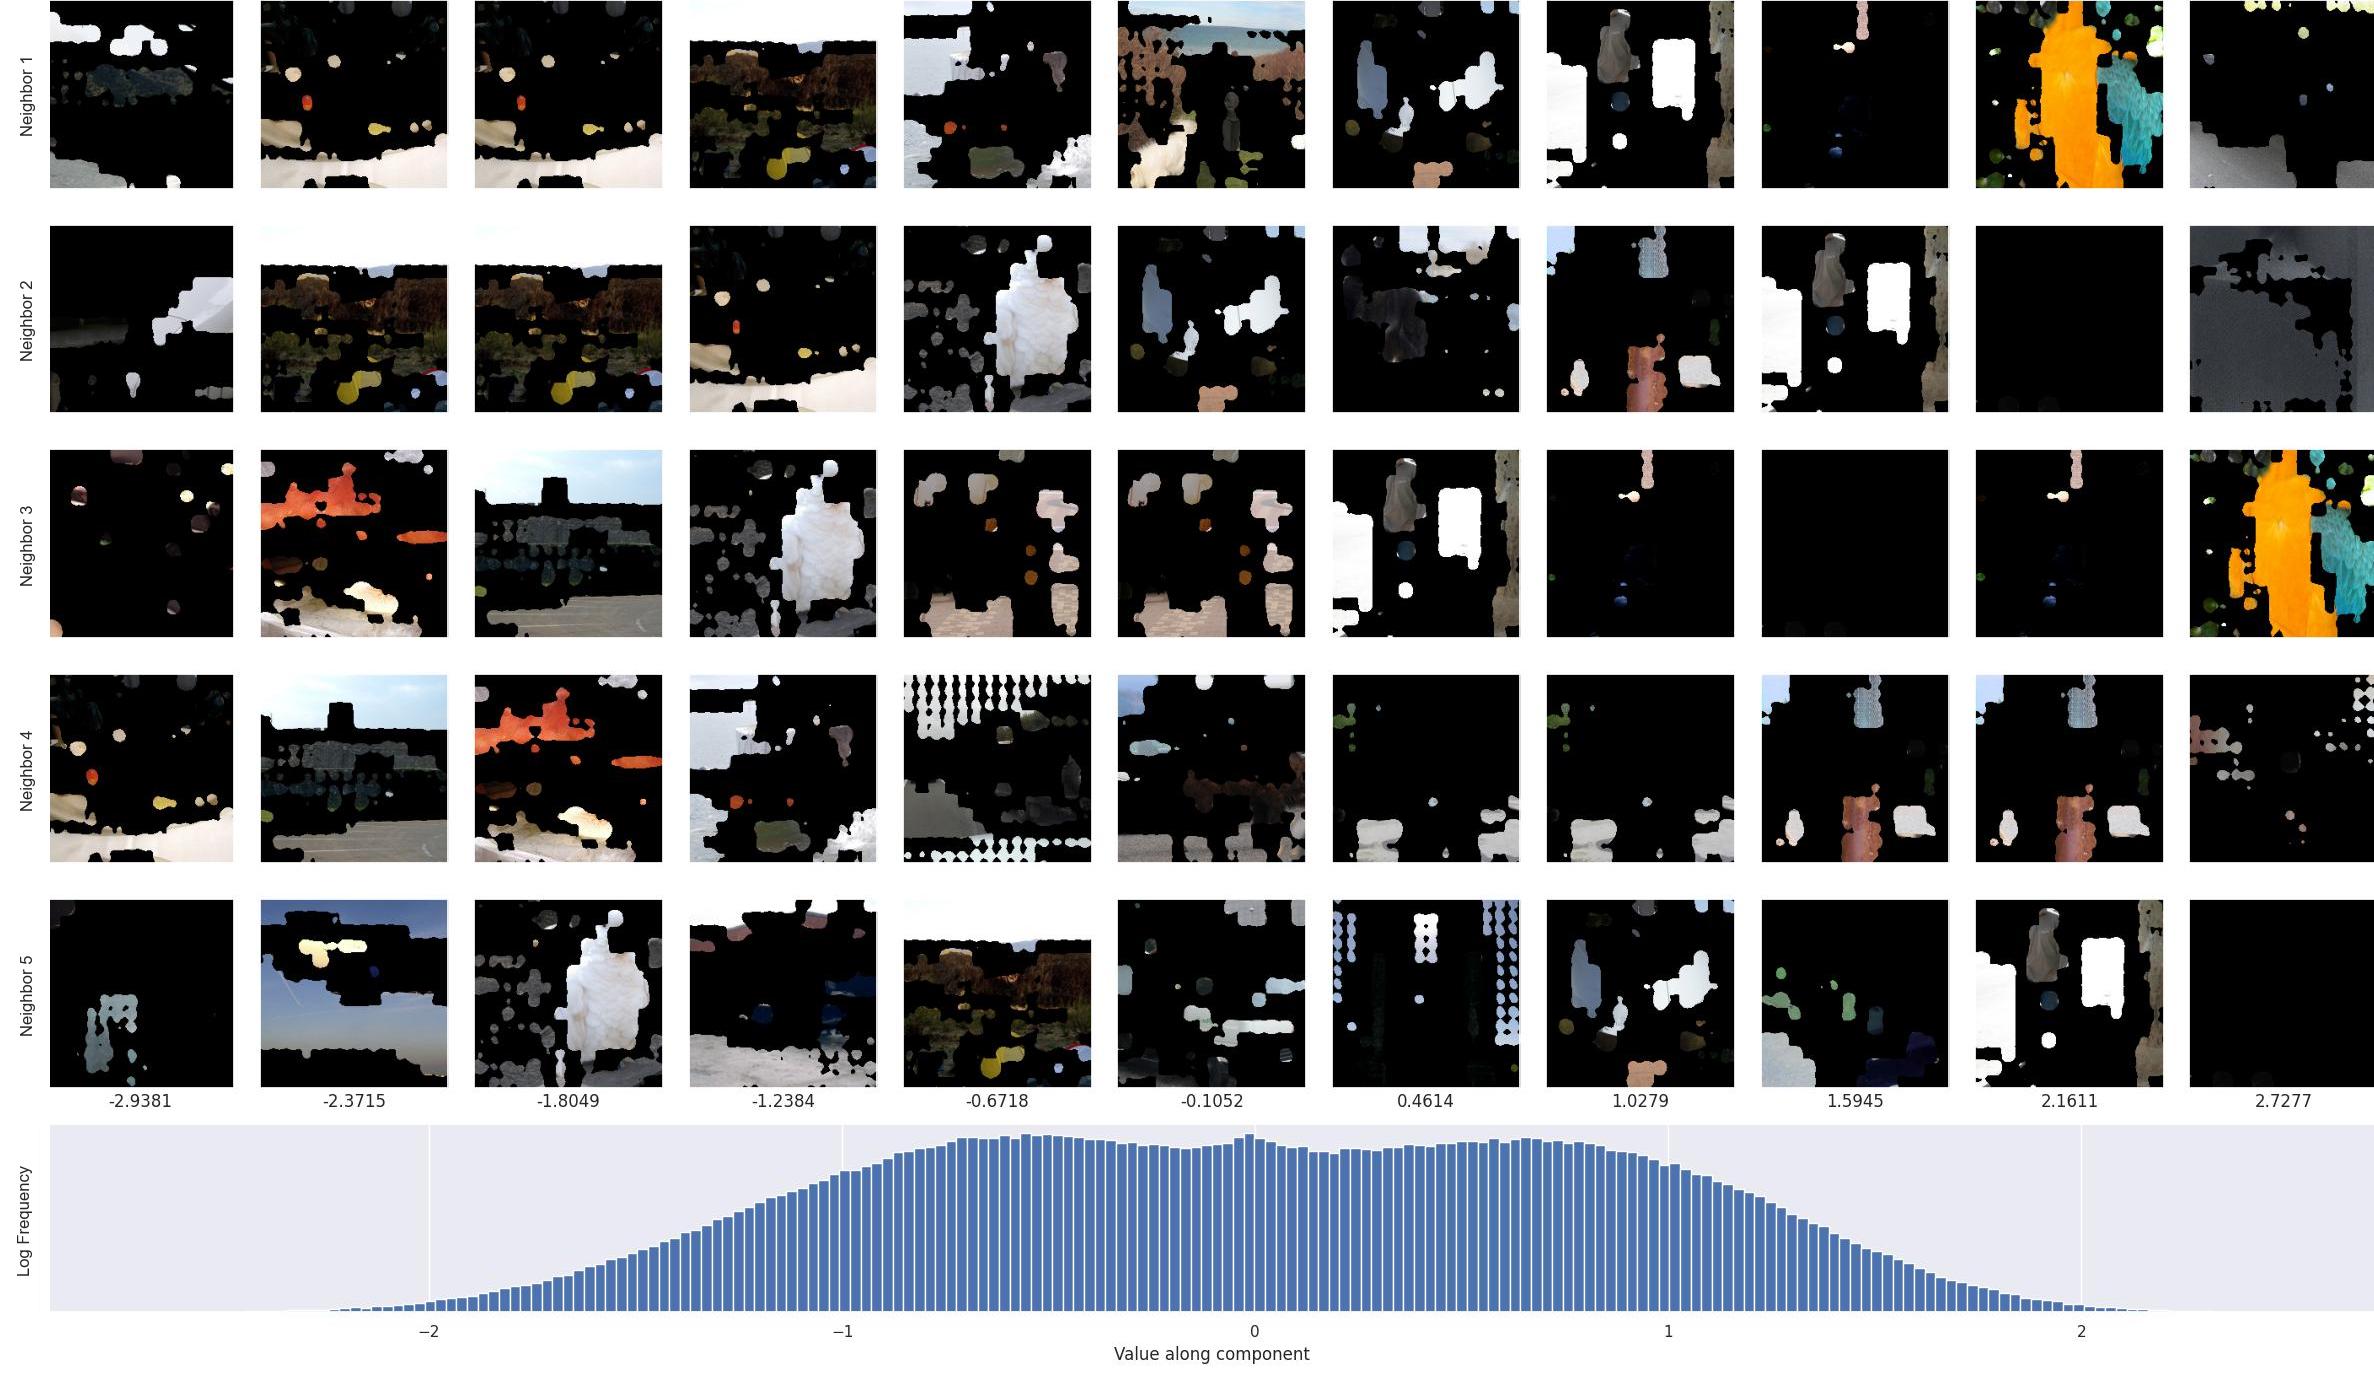 Neighbor 1
Neighbor 2
Neighbor 3
Neighbor 4
Neighbor 5
-2.9381 -2.3715 -1.8049 -1.2384 -0.6718 -0.1052 0.4614 1.0279 1.5945 2.1611 2.7277
Log Frequency
−2 −1 0 1 2
Value along component